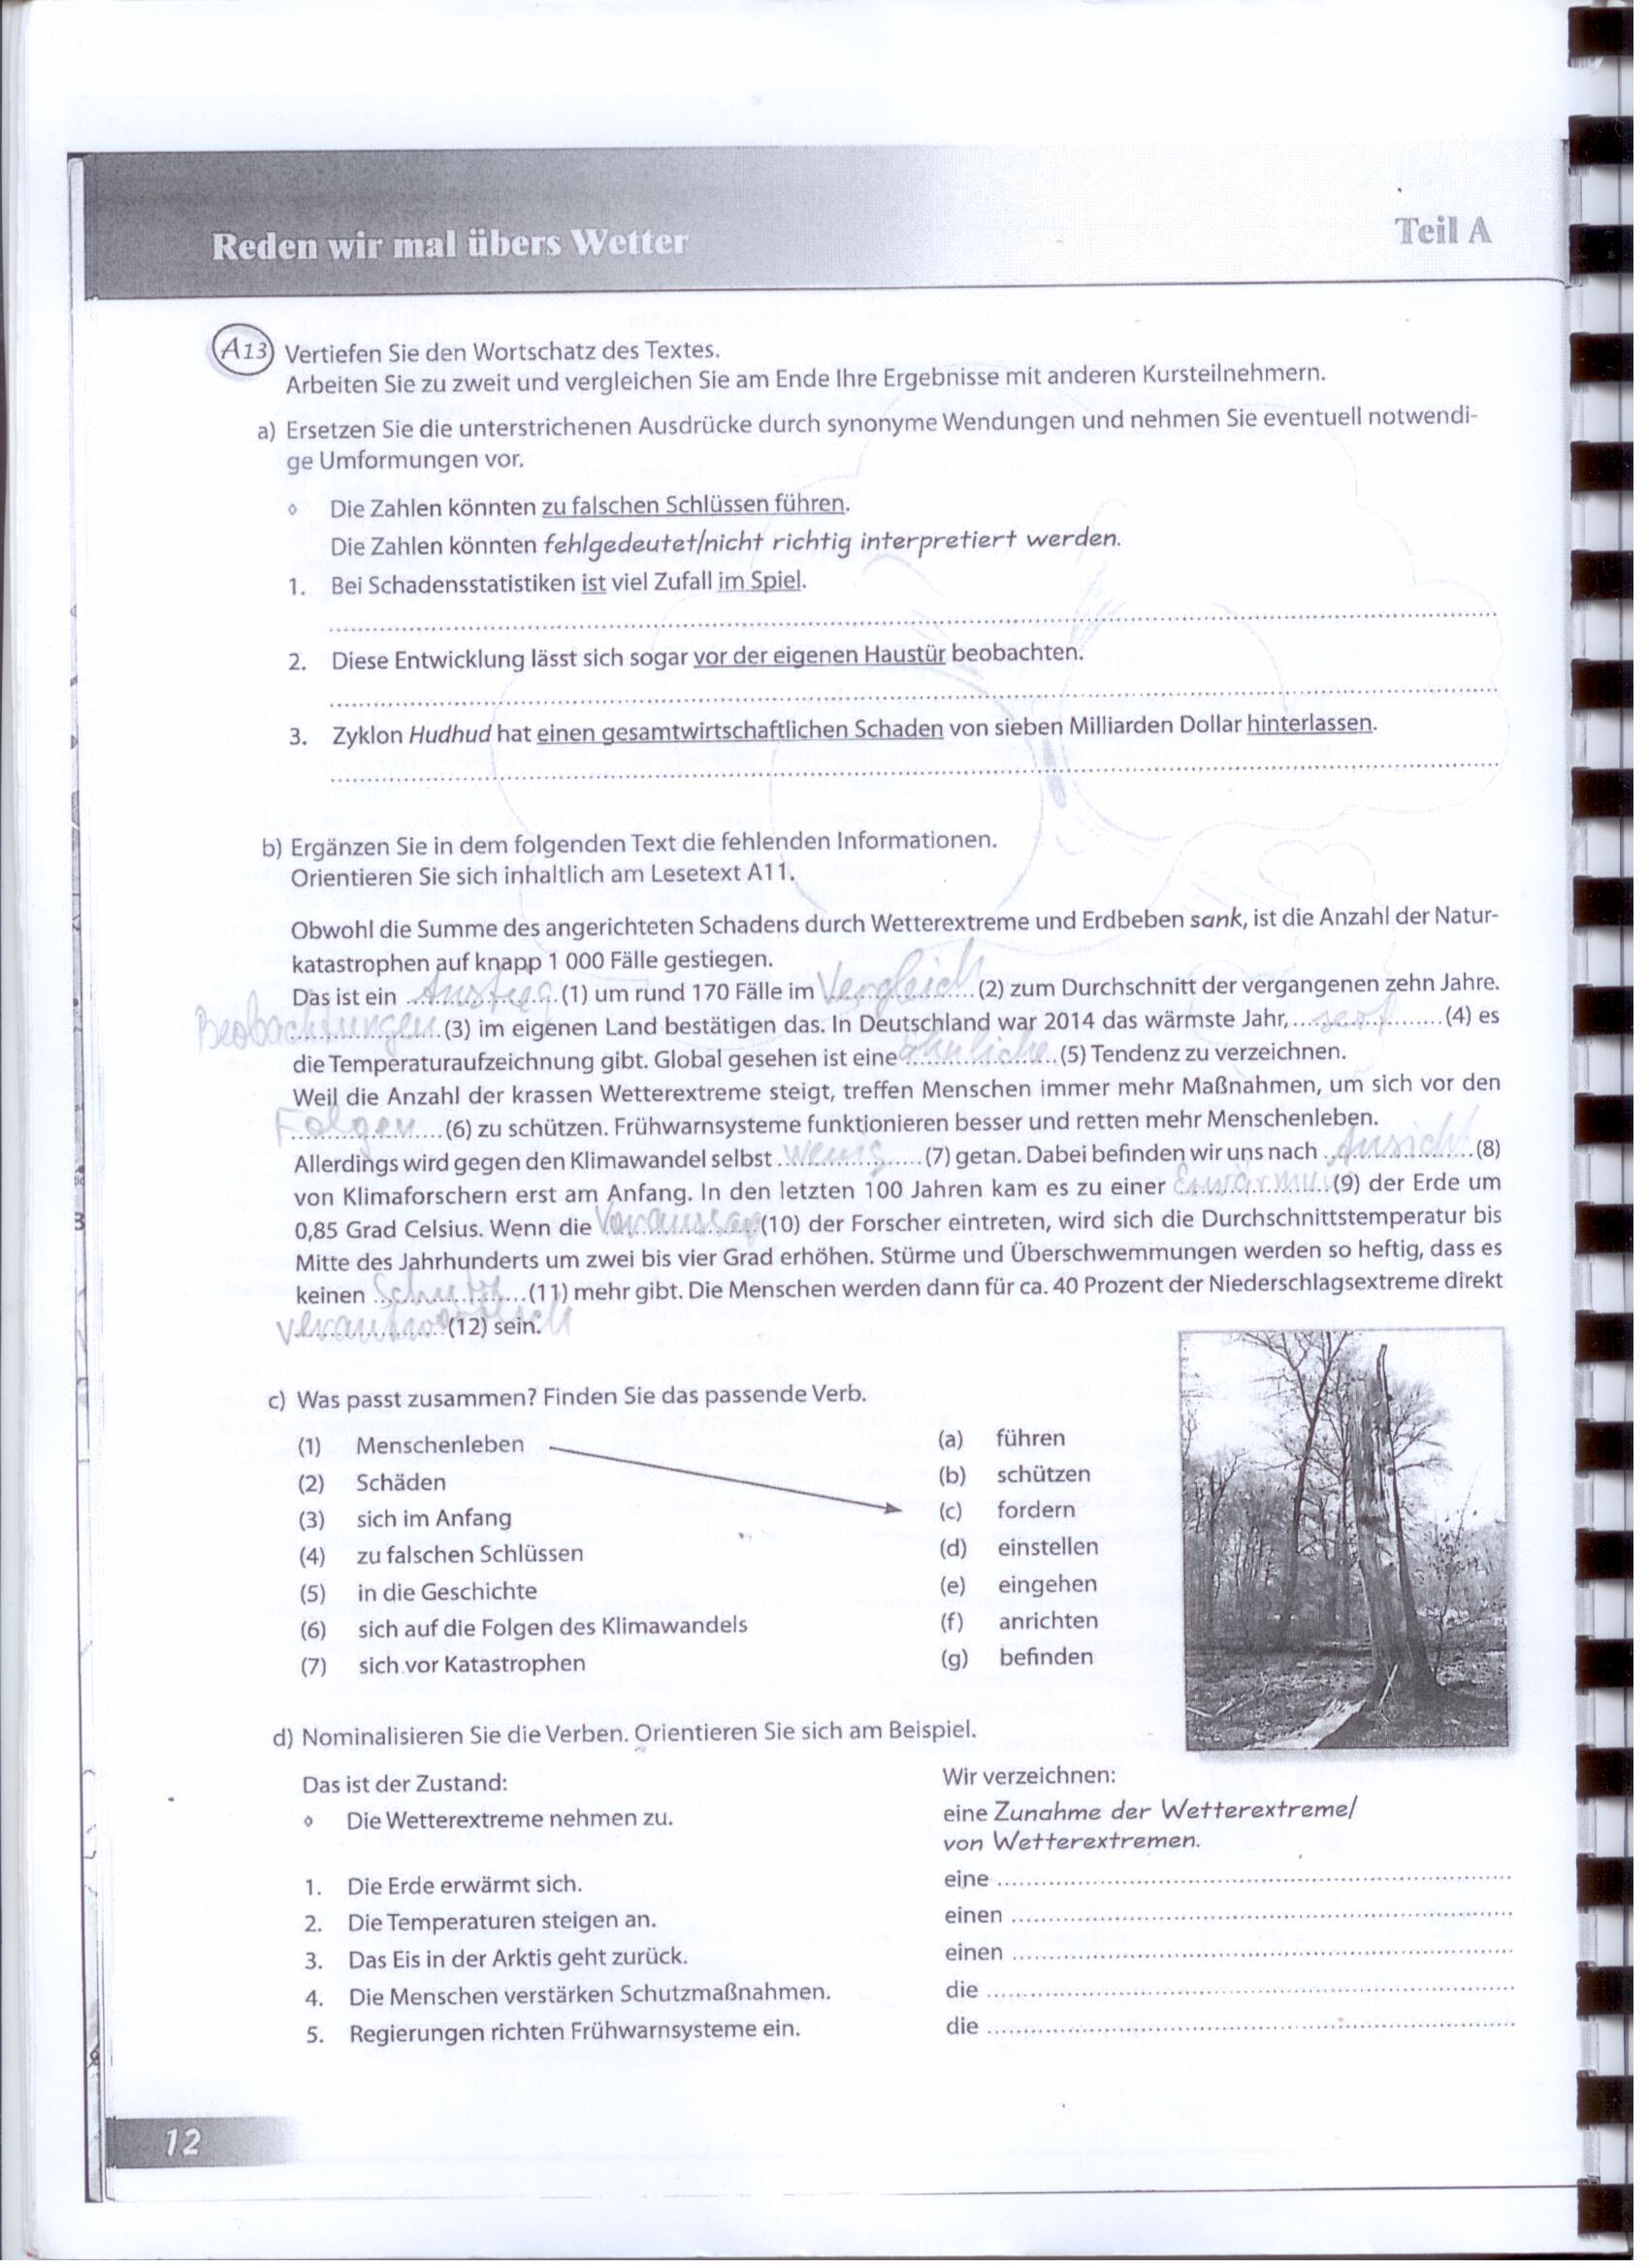 Reden wir mal übers Wetter
Teil A
A13 Vertiefen Sie den Wortschatz des Textes.
Arbeiten Sie zu zweit und vergleichen Sie am Ende Ihre Ergebnisse mit anderen Kursteilnehmern.
a) Ersetzen Sie die unterstrichenen Ausdrücke durch synonyme Wendungen und nehmen Sie eventuell notwendi-
ge Umformungen vor.
◊ Die Zahlen könnten zu falschen Schlüssen führen.
Die Zahlen könnten fehlgedeutet/nicht richtig interpretiert werden.
1. Bei Schadensstatistiken ist viel Zufall im Spiel.
2. Diese Entwicklung lässt sich sogar vor der eigenen Haustür beobachten.
3. Zyklon Hudhud hat einen gesamtwirtschaftlichen Schaden von sieben Milliarden Dollar hinterlassen.
b) Ergänzen Sie in dem folgenden Text die fehlenden Informationen.
Orientieren Sie sich inhaltlich am Lesetext A11.
Obwohl die Summe des angerichteten Schadens durch Wetterextreme und Erdbeben sank, ist die Anzahl der Natur-
katastrophen auf knapp 1 000 Fälle gestiegen.
Das ist ein Anstieg (1) um rund 170 Fälle im Vergleich (2) zum Durchschnitt der vergangenen zehn Jahre.
Beobachtungen (3) im eigenen Land bestätigen das. In Deutschland war 2014 das wärmste Jahr, (4) es
die Temperaturaufzeichnung gibt. Global gesehen ist eine ähnliche (5) Tendenz zu verzeichnen.
Weil die Anzahl der krassen Wetterextreme steigt, treffen Menschen immer mehr Maßnahmen, um sich vor den
Folgen (6) zu schützen. Frühwarnsysteme funktionieren besser und retten mehr Menschenleben.
Allerdings wird gegen den Klimawandel selbst wenig (7) getan. Dabei befinden wir uns nach Ansicht (8)
von Klimaforschern erst am Anfang. In den letzten 100 Jahren kam es zu einer Erwärmun (9) der Erde um
0,85 Grad Celsius. Wenn die Voraussag (10) der Forscher eintreten, wird sich die Durchschnittstemperatur bis
Mitte des Jahrhunderts um zwei bis vier Grad erhöhen. Stürme und Überschwemmungen werden so heftig, dass es
keinen Schutz (11) mehr gibt. Die Menschen werden dann für ca. 40 Prozent der Niederschlagsextreme direkt
(12) sein.
c) Was passt zusammen? Finden Sie das passende Verb.
(1) Menschenleben (a) führen
(2) Schäden (b) schützen
(3) sich im Anfang (c) fordern
(4) zu falschen Schlüssen (d) einstellen
(5) in die Geschichte (e) eingehen
(6) sich auf die Folgen des Klimawandels (f) anrichten
(7) sich vor Katastrophen (g) befinden
d) Nominalisieren Sie die Verben. Orientieren Sie sich am Beispiel.
Das ist der Zustand: Wir verzeichnen:
◊ Die Wetterextreme nehmen zu. eine Zunahme der Wetterextreme/
von Wetterextremen.
1. Die Erde erwärmt sich. eine
2. Die Temperaturen steigen an. einen
3. Das Eis in der Arktis geht zurück. einen
4. Die Menschen verstärken Schutzmaßnahmen. die
5. Regierungen richten Frühwarnsysteme ein. die
12